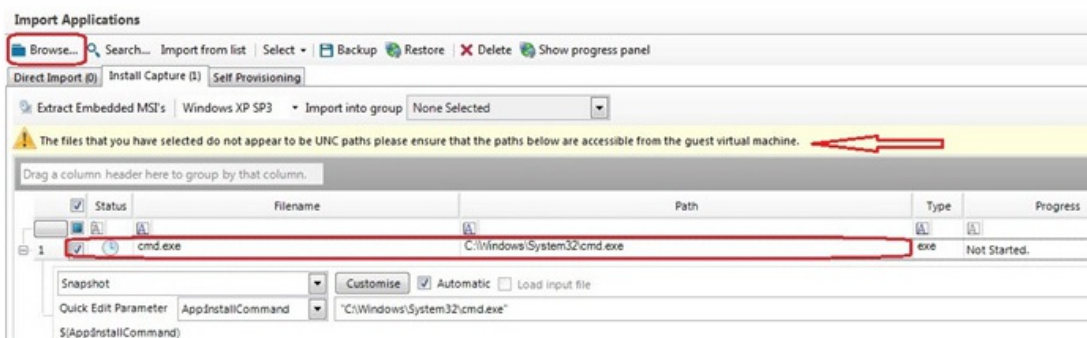 Import Applications
Browse... Search... Import from list Select Backup Restore Delete Show progress panel
Direct Import (0) Install Capture (1) Self Provisioning
Extract Embedded MSI's Windows XP SP3 Import into group None Selected
The files that you have selected do not appear to be UNC paths please ensure that the paths below are accessible from the guest virtual machine.
Drag a column header here to group by that column.
Status Filename Path Type Progress
A A A A A
1 cmd.exe C:\Windows\System32\cmd.exe exe Not Started.
Snapshot Customise Automatic Load input file
Quick Edit Parameter AppInstallCommand "C:\Windows\System32\cmd.exe"
$(AppInstallCommand)